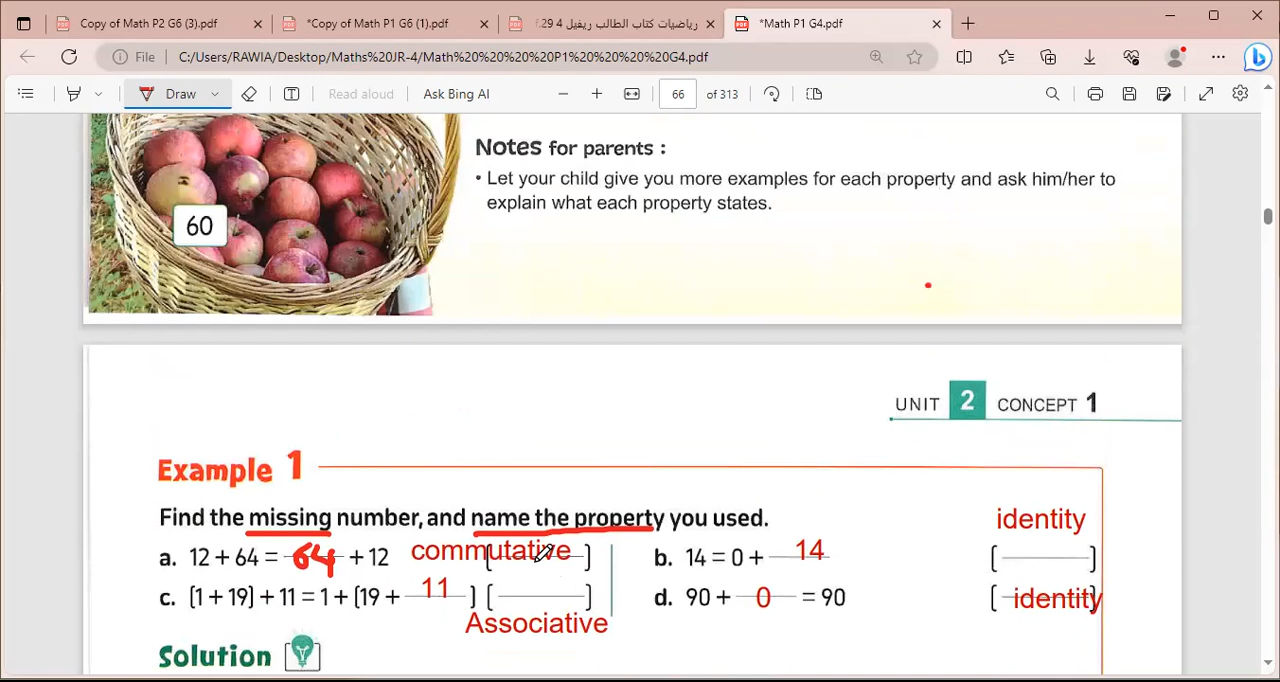 Copy of Math P2 G6 (3).pdf
*Copy of Math P1 G6 (1).pdf
رياضيات كتاب الطالب ريفيل 4 f.29
*Math P1 G4.pdf
File
C:/Users/RAWIA/Desktop/Maths%20JR-4/Math%20%20%20%20P1%20%20%20%20G4.pdf
Draw
Read aloud
Ask Bing AI
66
of 313
60
Notes for parents :
• Let your child give you more examples for each property and ask him/her to
explain what each property states.
UNIT 2 CONCEPT 1
Example 1
Find the missing number, and name the property you used.
identity
a. 12 + 64 = 64 + 12 commutative [ ]
b. 14 = 0 + 14 [ ]
c. (1 + 19) + 11 = 1 + (19 + 11 ) [ ]
d. 90 + 0 = 90 [ identity ]
Associative
Solution